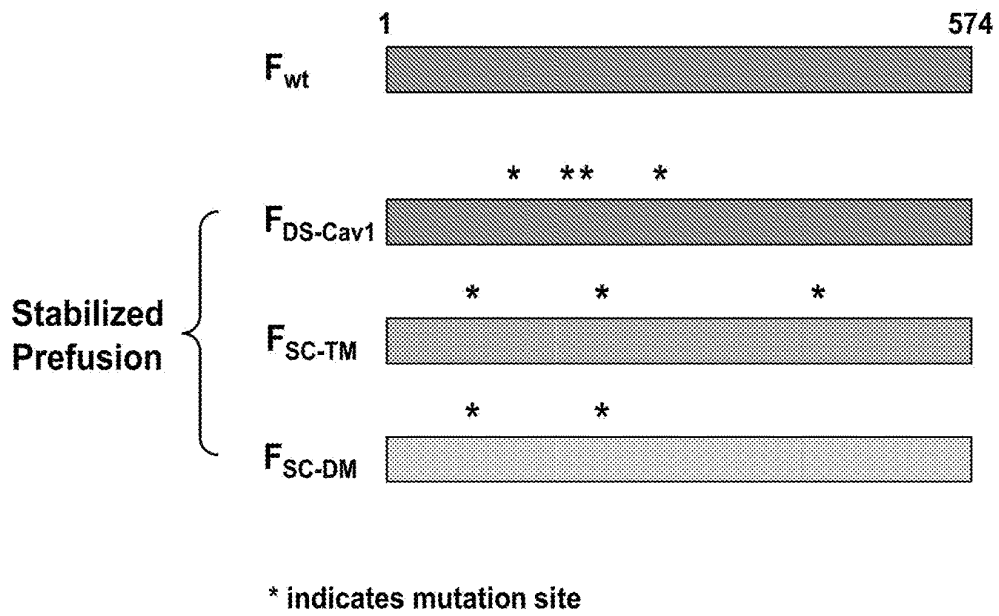 1 574
Fwt
* ** *
FDS-Cav1
* * *
Stabilized
Prefusion
FSC-TM
* *
FSC-DM
* indicates mutation site